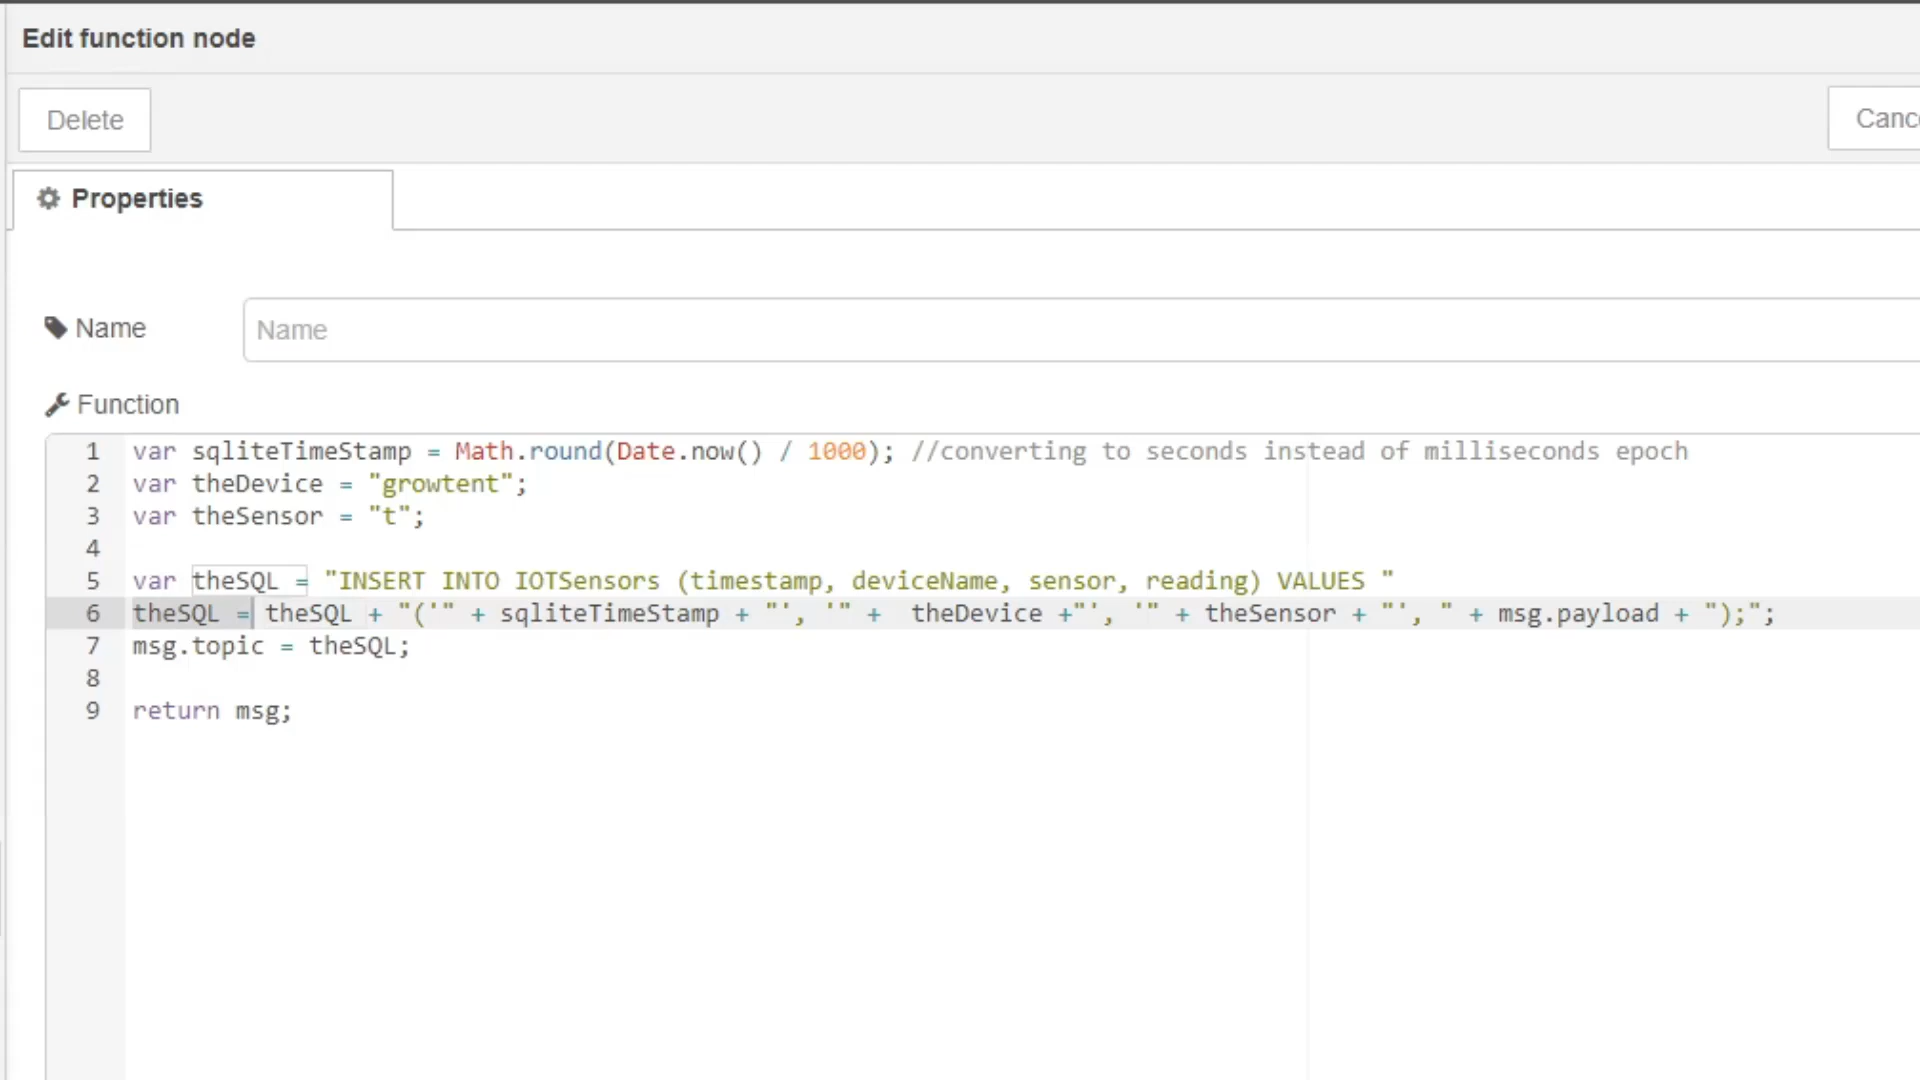 Edit function node
Delete
Canc
Properties
Name
Name
Function
1 var sqliteTimeStamp = Math.round(Date.now() / 1000); //converting to seconds instead of milliseconds epoch
2 var theDevice = "growtent";
3 var theSensor = "t";
4
5 var theSQL = "INSERT INTO IOTSensors (timestamp, deviceName, sensor, reading) VALUES "
6 theSQL = theSQL + "('" + sqliteTimeStamp + "', '" +  theDevice +"', '" + theSensor + "', " + msg.payload + ");";
7 msg.topic = theSQL;
8
9 return msg;